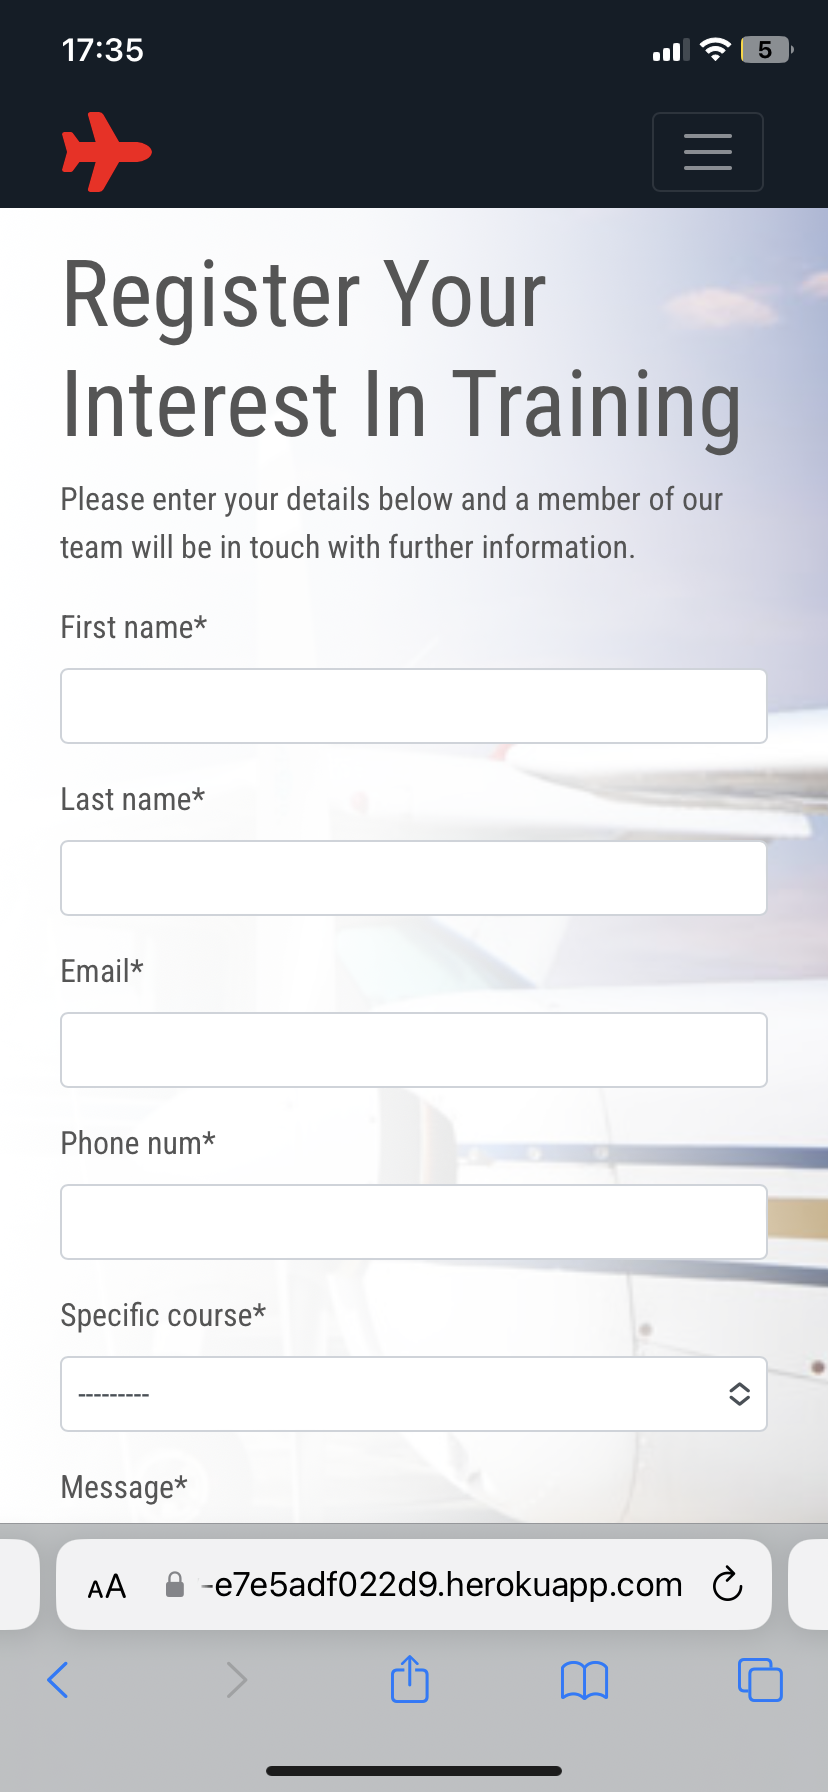 17:35
5
Register Your
Interest In Training
Please enter your details below and a member of our
team will be in touch with further information.
First name*
Last name*
Email*
Phone num*
Specific course*
---------
Message*
AA -e7e5adf022d9.herokuapp.com